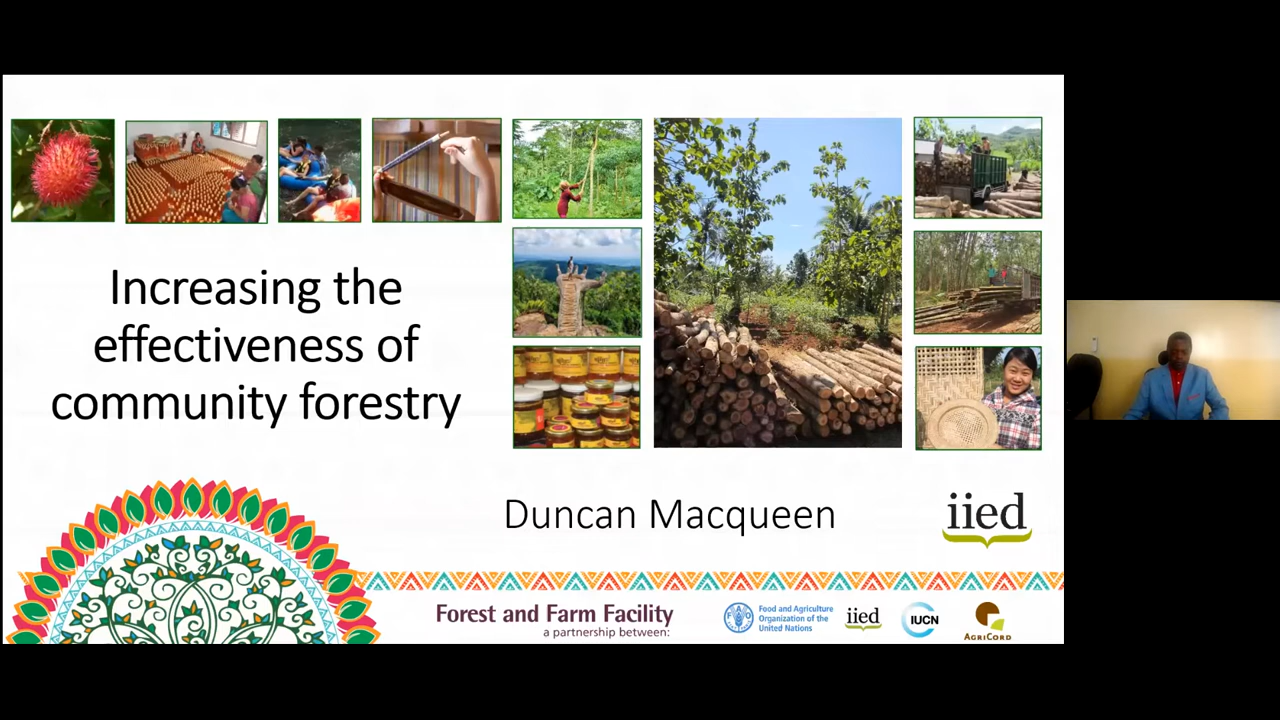 Increasing the
effectiveness of
community forestry
Duncan Macqueen
iied
Forest and Farm Facility
a partnership between:
FAO
Food and Agriculture
Organization of the
United Nations
iied
IUCN
AGRICORD